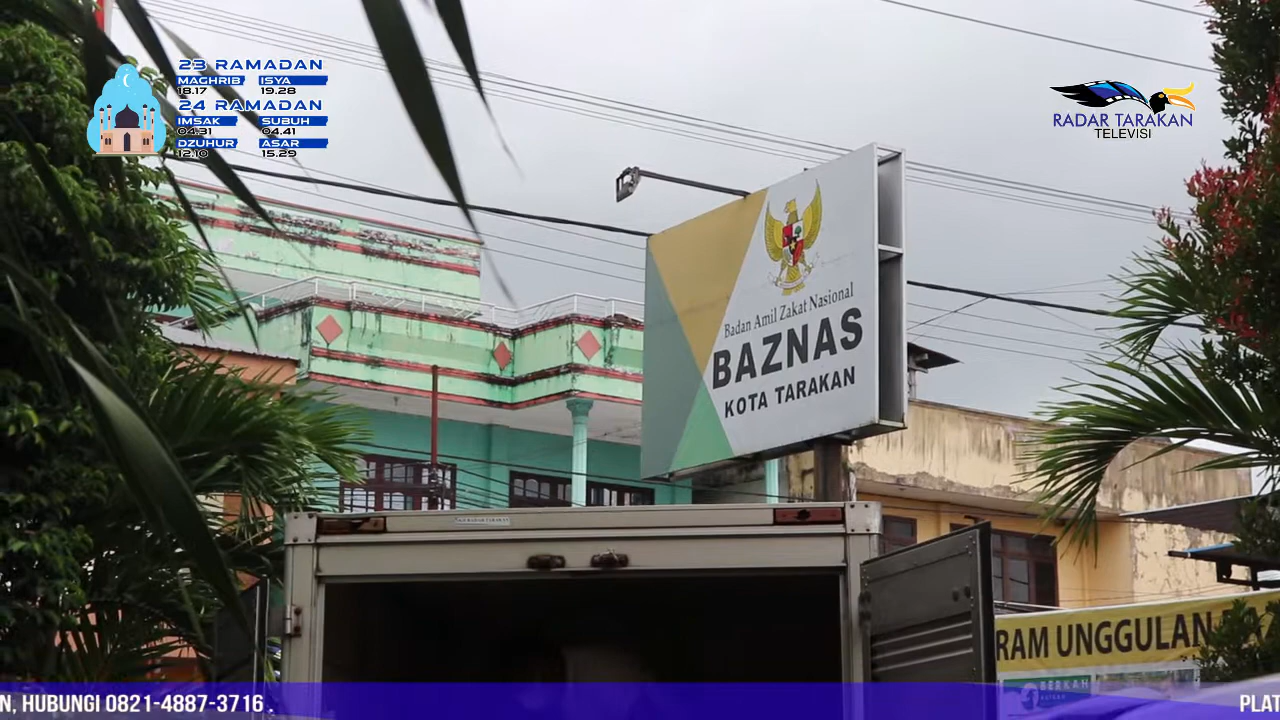 23 RAMADAN
MAGHRIB ISYA
18.17 19.28
24 RAMADAN
IMSAK SUBUH
04.31 04.41
DZUHUR ASAR
12.10 15.29
RADAR TARAKAN
TELEVISI
Badan Amil Zakat Nasional
BAZNAS
KOTA TARAKAN
RAM UNGGULAN
BERKAH
N, HUBUNGI 0821-4887-3716 .
PLAT